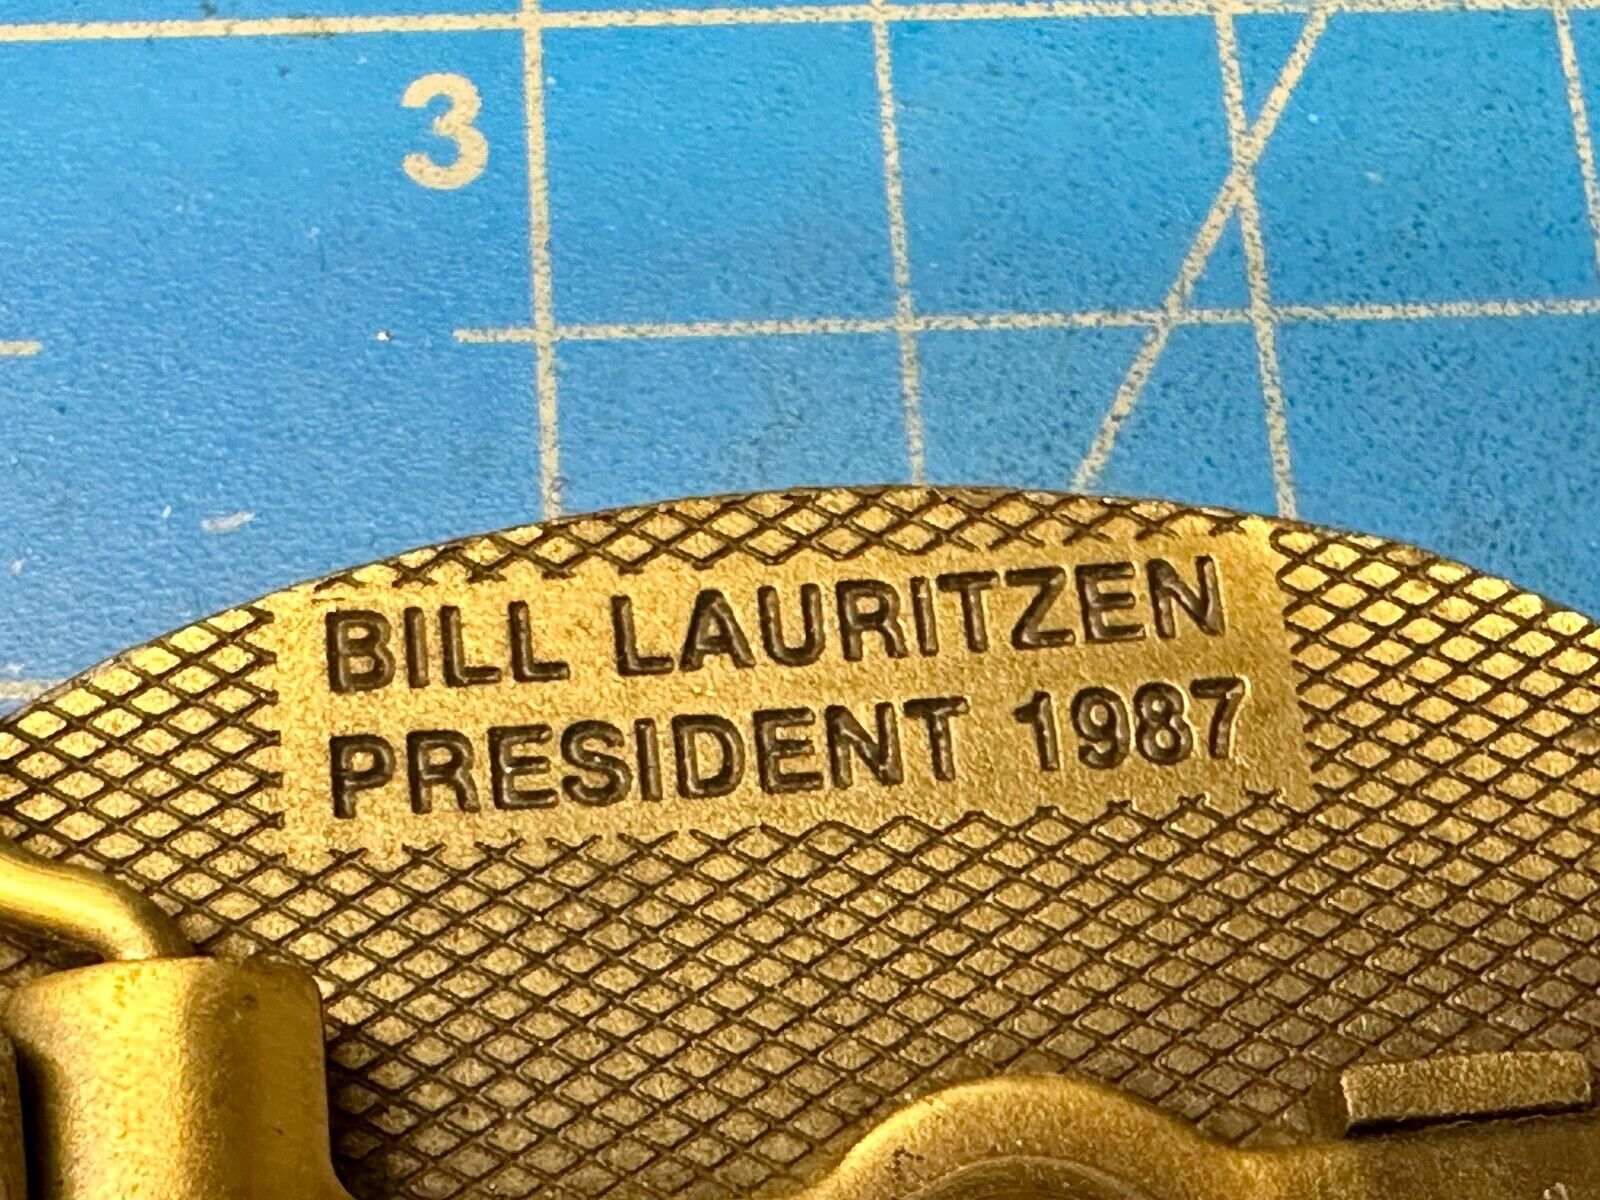 3
BILL LAURITZEN
PRESIDENT 1987